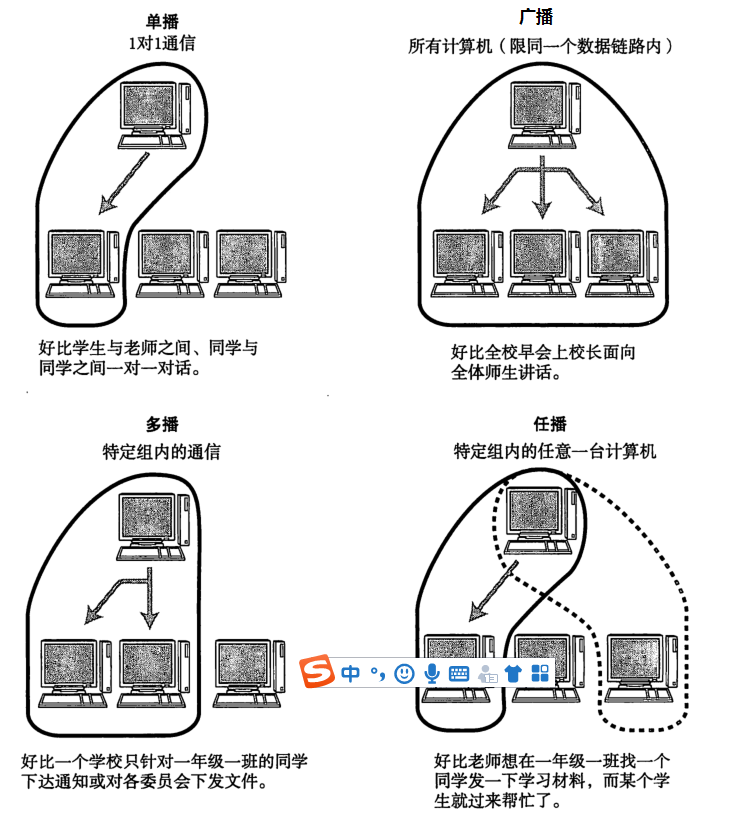 单播
1对1通信
好比学生与老师之间、同学与
同学之间一对一对话。
广播
所有计算机（限同一个数据链路内）
好比全校早会上校长面向
全体师生讲话。
多播
特定组内的通信
好比一个学校只针对一年级一班的同学
下达通知或对各委员会下发文件。
任播
特定组内的任意一台计算机
S中°,
好比老师想在一年级一班找一个
同学发一下学习材料，而某个学
生就过来帮忙了。